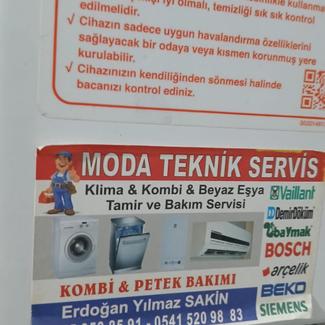 iyi olmalı, temizliği sık sık kontrol
edilmelidir.
✓ Cihazın sadece uygun havalandırma özelliklerini
sağlayacak bir odaya veya kısmen korunmuş yere
kurulabilir.
✓ Cihazınızın kendiliğinden sönmesi halinde
bacanızı kontrol ediniz.
MODA TEKNİK SERVİS
Klima & Kombi & Beyaz Eşya
Tamir ve Bakım Servisi
Vaillant
DemirDöküm
BayMak
BOSCH
arçelik
BEKO
SIEMENS
KOMBİ & PETEK BAKIMI
Erdoğan Yılmaz SAKİN
0541 520 98 83